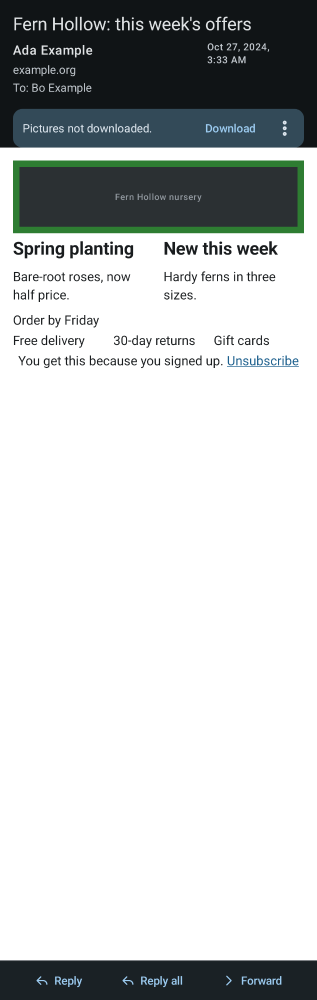 Fern Hollow: this week's offers
Ada Example
Oct 27, 2024,
3:33 AM
example.org
To: Bo Example
Pictures not downloaded.
Download
Fern Hollow nursery
Spring planting
Bare-root roses, now
half price.
New this week
Hardy ferns in three
sizes.
Order by Friday
Free delivery 30-day returns Gift cards
You get this because you signed up. Unsubscribe
Reply Reply all Forward